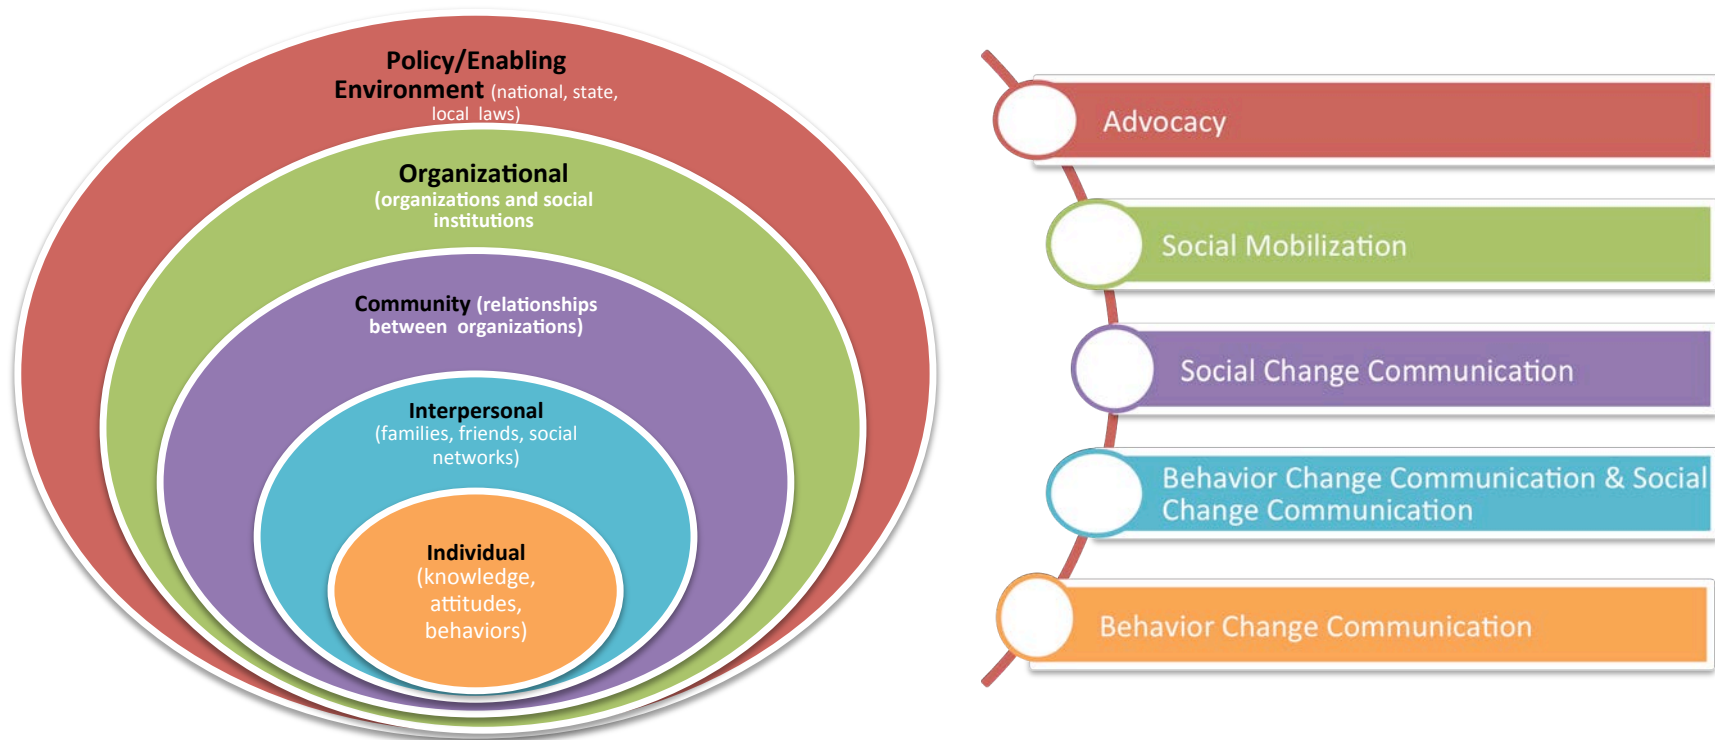 Policy/Enabling
Environment (national, state,
local laws)
Organizational
(organizations and social
institutions
Community (relationships
between organizations)
Interpersonal
(families, friends, social
networks)
Individual
(knowledge,
attitudes,
behaviors)
Advocacy
Social Mobilization
Social Change Communication
Behavior Change Communication & Social
Change Communication
Behavior Change Communication